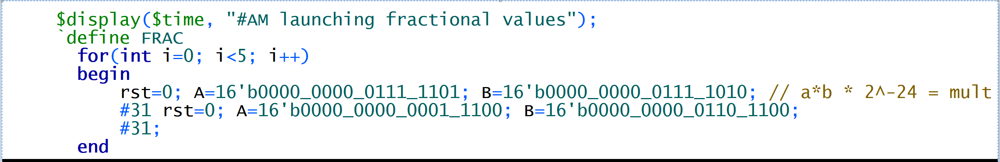 $display($time, "#AM launching fractional values");
`define FRAC
for(int i=0; i<5; i++)
begin
rst=0; A=16'b0000_0000_0111_1101; B=16'b0000_0000_0111_1010; // a*b * 2^-24 = mult
#31 rst=0; A=16'b0000_0000_0001_1100; B=16'b0000_0000_0110_1100;
#31;
end